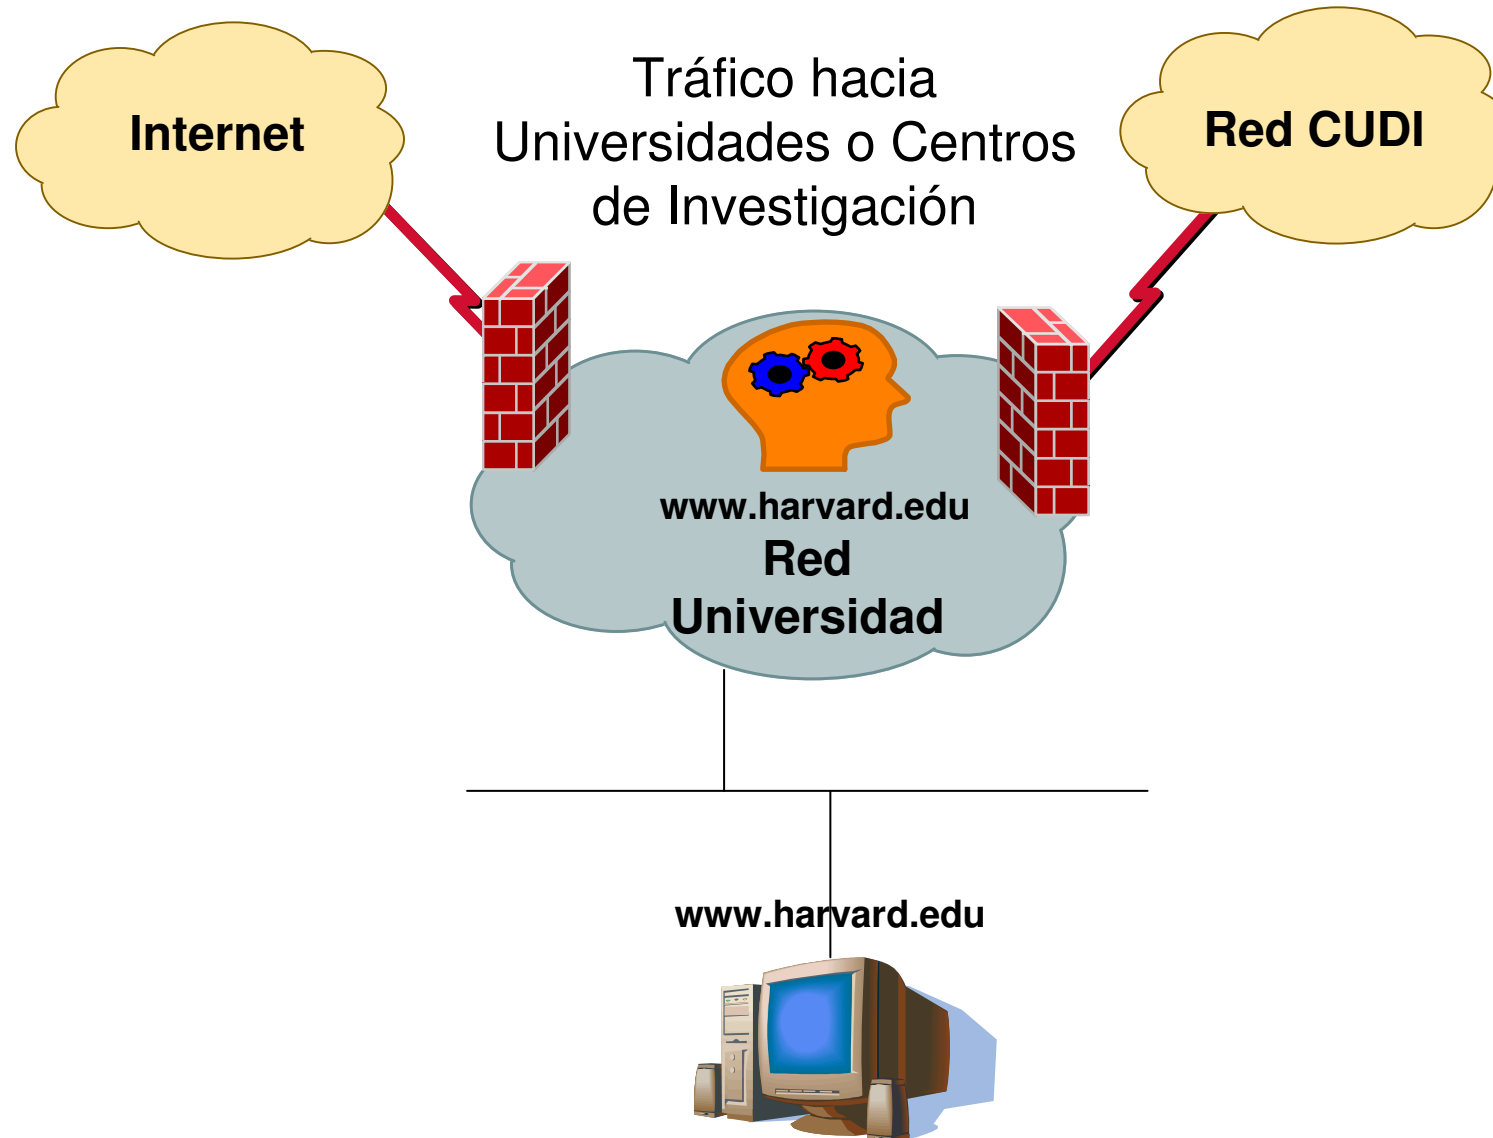 Tráfico hacia
Universidades o Centros
de Investigación
Internet
Red CUDI
www.harvard.edu
Red
Universidad
www.harvard.edu